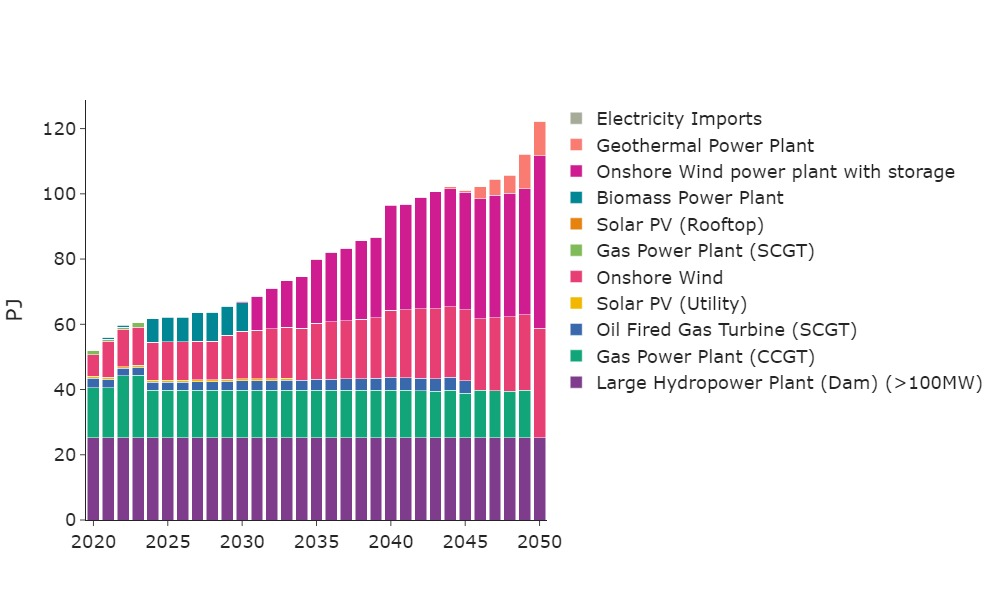 PJ
120
100
80
60
40
20
0
2020 2025 2030 2035 2040 2045 2050
Electricity Imports
Geothermal Power Plant
Onshore Wind power plant with storage
Biomass Power Plant
Solar PV (Rooftop)
Gas Power Plant (SCGT)
Onshore Wind
Solar PV (Utility)
Oil Fired Gas Turbine (SCGT)
Gas Power Plant (CCGT)
Large Hydropower Plant (Dam) (>100MW)